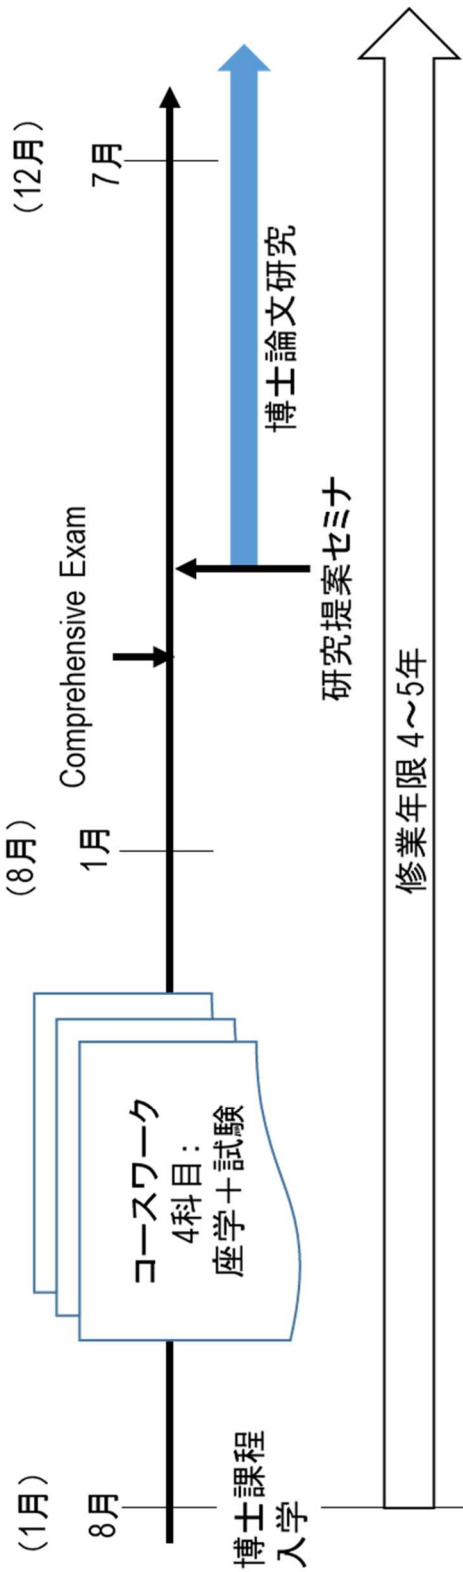 (1月)
(8月)
(12月)
8月
1月
7月
Comprehensive Exam
コースワーク
4科目：
座学＋試験
博士課程
入学
研究提案セミナ
博士論文研究
修業年限 4～5年